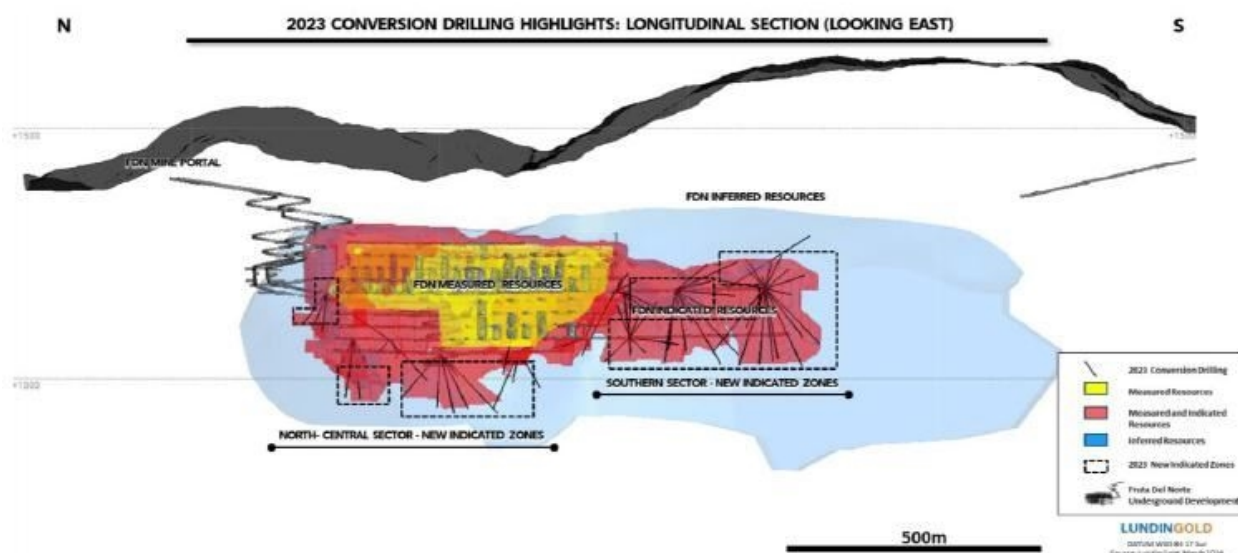 N
2023 CONVERSION DRILLING HIGHLIGHTS: LONGITUDINAL SECTION (LOOKING EAST)
S
+1500
FDN MINE PORTAL
FDN INFERRED RESOURCES
FDN MEASURED RESOURCES
FDN INDICATED RESOURCES
SOUTHERN SECTOR - NEW INDICATED ZONES
NORTH- CENTRAL SECTOR - NEW INDICATED ZONES
2023 Conversion Drilling
Measured Resources
Measured and Indicated
Resources
Inferred Resources
2023 New Indicated Zones
Fruta Del Norte
Underground Development
500m
LUNDINGOLD